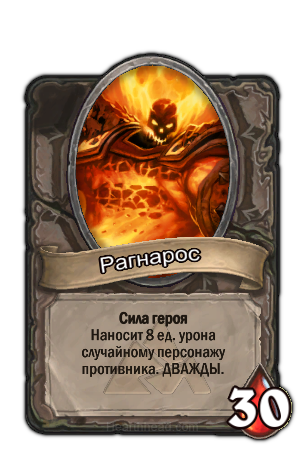 Рагнарос
Сила героя
Наносит 8 ед. урона
случайному персонажу
противника. ДВАЖДЫ.
30